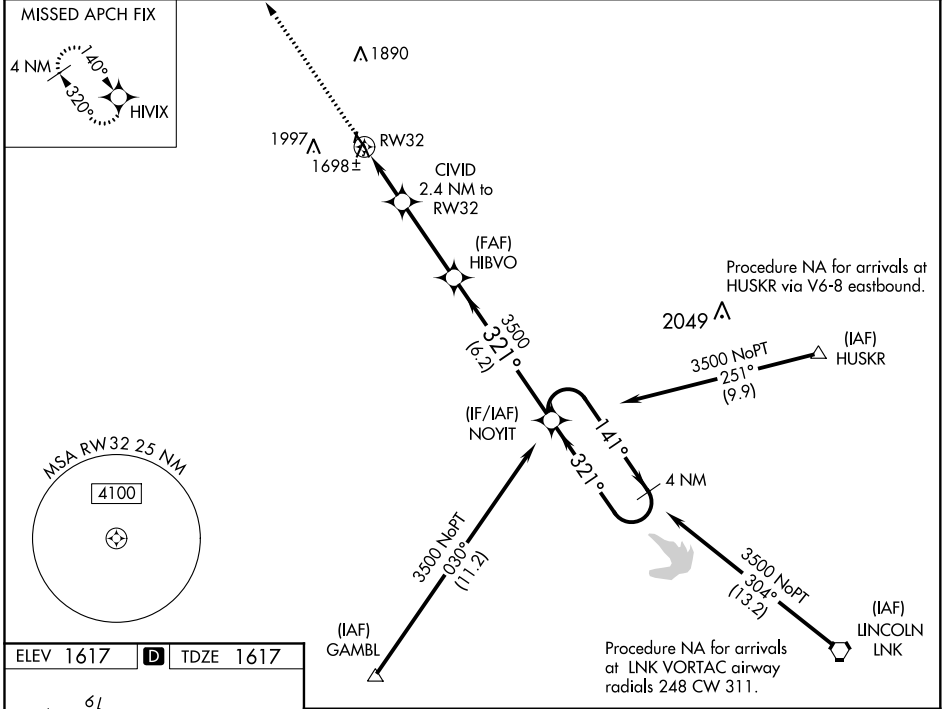 MISSED APCH FIX
4 NM
140°
320°
HIVIX
1890
1997
1698±
RW32
CIVID
2.4 NM to
RW32
(FAF)
HIBVO
3500
321°
(6.2)
Procedure NA for arrivals at
HUSKR via V6-8 eastbound.
2049
(IAF)
HUSKR
3500 NoPT
251°
(9.9)
(IF/IAF)
NOYIT
141°
321°
4 NM
MSA RW32 25 NM
4100
3500 NoPT
030°
(11.2)
(IAF)
GAMBL
3500 NoPT
304°
(13.2)
(IAF)
LINCOLN
LNK
Procedure NA for arrivals
at LNK VORTAC airway
radials 248 CW 311.
ELEV 1617
D
TDZE 1617
19